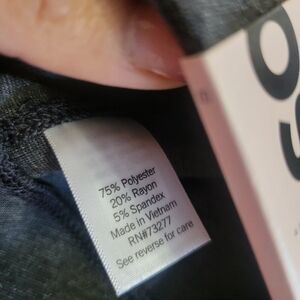 75% Polyester
20% Rayon
5% Spandex
Made in Vietnam
RN#73277
See reverse for care